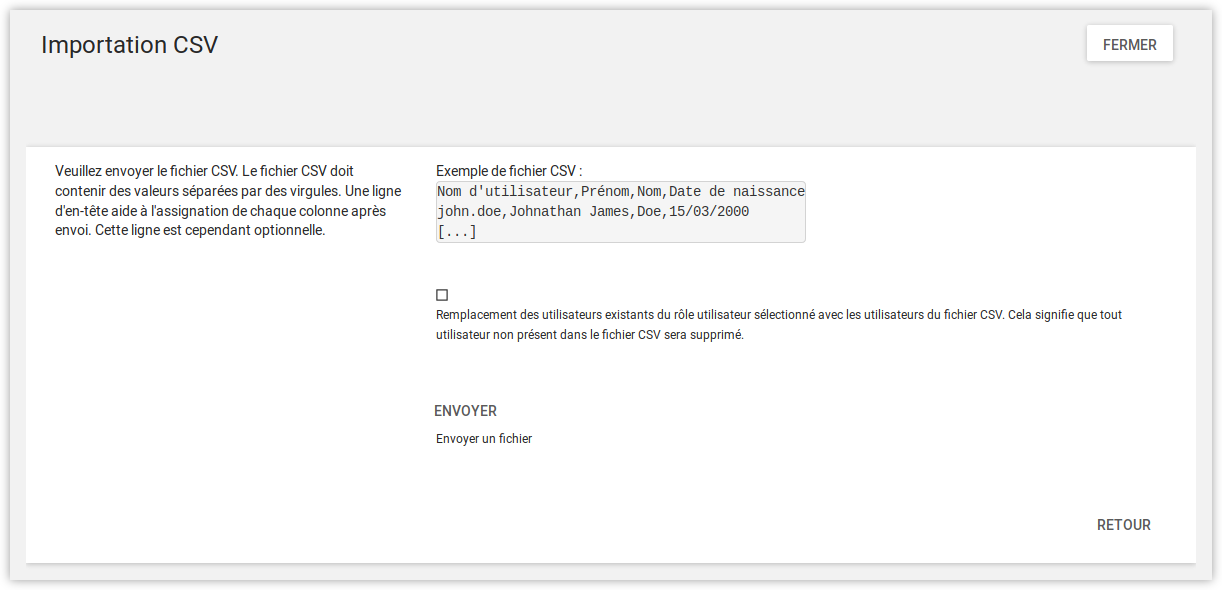 Importation CSV
FERMER
Veuillez envoyer le fichier CSV. Le fichier CSV doit
contenir des valeurs séparées par des virgules. Une ligne
d'en-tête aide à l'assignation de chaque colonne après
envoi. Cette ligne est cependant optionnelle.
Exemple de fichier CSV :
Nom d'utilisateur,Prénom,Nom,Date de naissance
john.doe,Johnathan James,Doe,15/03/2000
[...]
Remplacement des utilisateurs existants du rôle utilisateur sélectionné avec les utilisateurs du fichier CSV. Cela signifie que tout
utilisateur non présent dans le fichier CSV sera supprimé.
ENVOYER
Envoyer un fichier
RETOUR